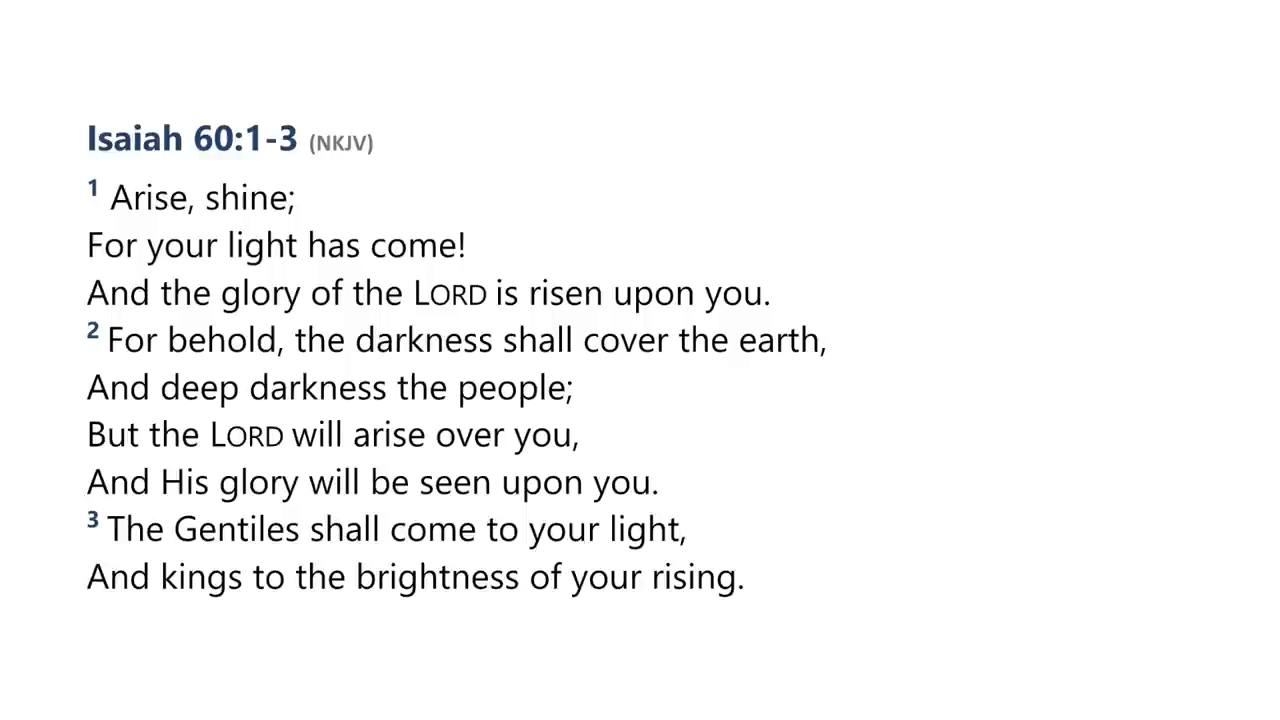 Isaiah 60:1-3 (NKJV)
1 Arise, shine;
For your light has come!
And the glory of the LORD is risen upon you.
2 For behold, the darkness shall cover the earth,
And deep darkness the people;
But the LORD will arise over you,
And His glory will be seen upon you.
3 The Gentiles shall come to your light,
And kings to the brightness of your rising.